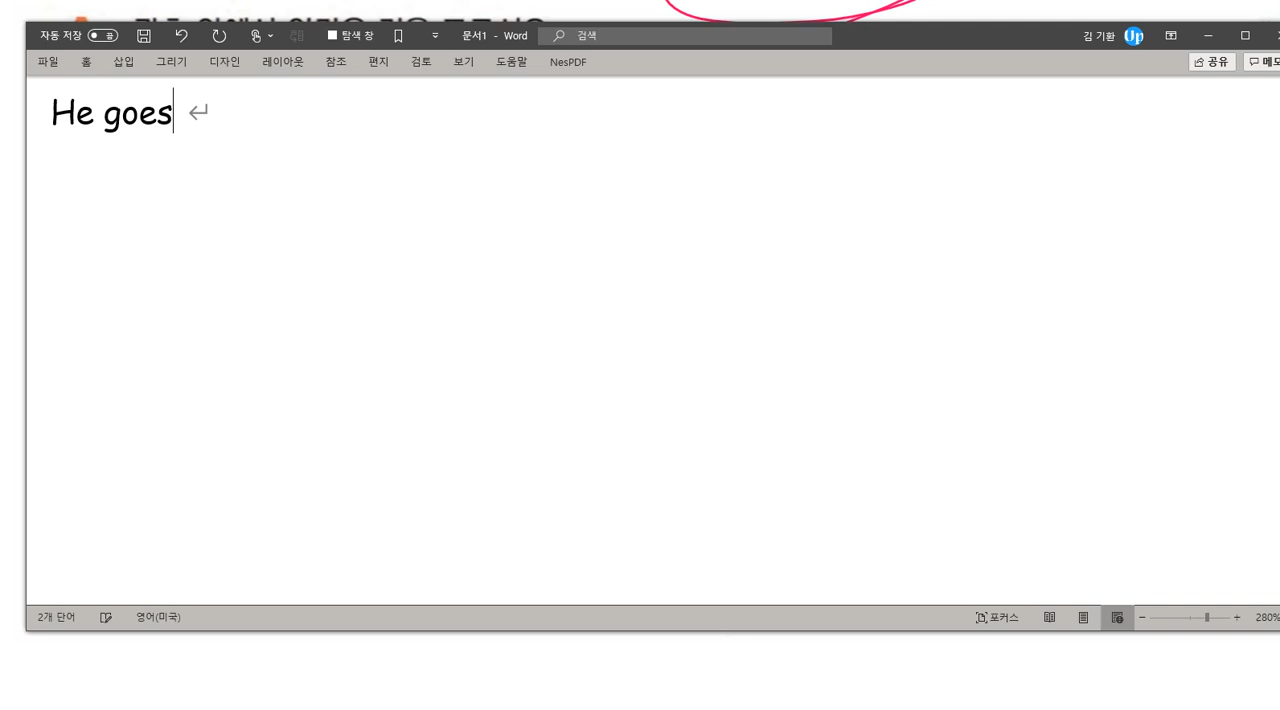 자동 저장 끔 탐색 창 문서1 - Word 검색 김 기환 Up
파일 홈 삽입 그리기 디자인 레이아웃 참조 편지 검토 보기 도움말 NesPDF 공유 메모
He goes
2개 단어 영어(미국) 포커스 280%